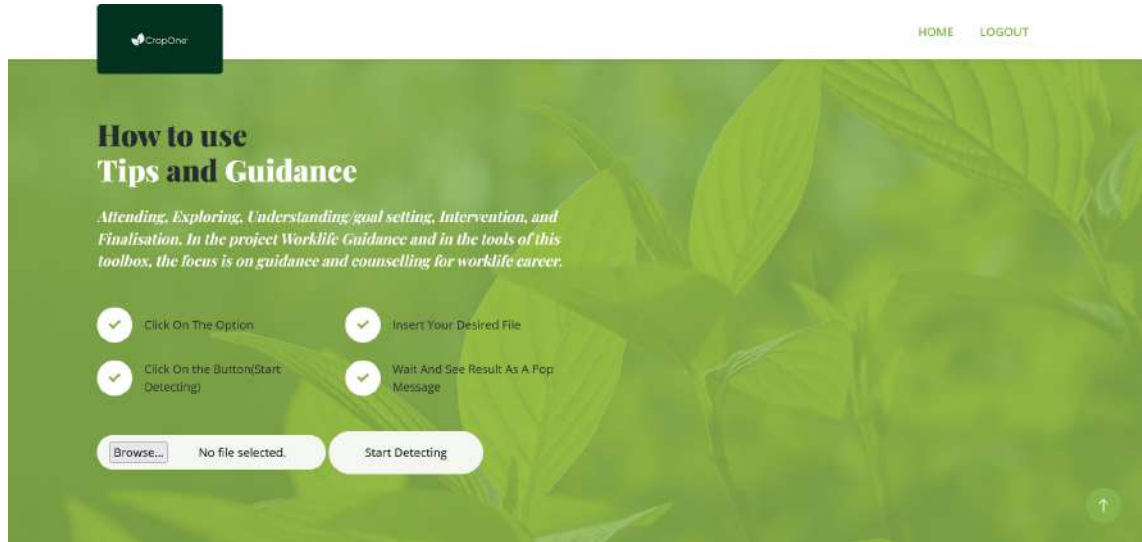 CropOne
HOME LOGOUT
How to use
Tips and Guidance
Attending, Exploring, Understanding/goal setting, Intervention, and
Finalisation. In the project Worklife Guidance and in the tools of this
toolbox, the focus is on guidance and counselling for worklife career.
Click On The Option
Insert Your Desired File
Click On the Button(Start
Detecting)
Wait And See Result As A Pop
Message
Browse... No file selected.
Start Detecting